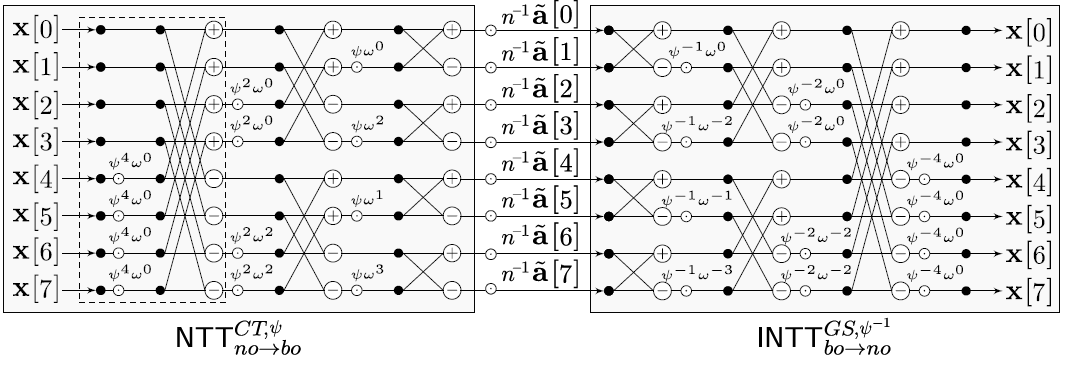 x[0] n⁻¹ã[0] x[0]
ψω⁰ ψ⁻¹ω⁰
x[1] n⁻¹ã[1] x[1]
ψ²ω⁰ ψ⁻²ω⁰
x[2] n⁻¹ã[2] x[2]
ψ²ω⁰ ψω² ψ⁻¹ω⁻² ψ⁻²ω⁰
x[3] n⁻¹ã[3] x[3]
ψ⁴ω⁰ ψ⁻⁴ω⁰
x[4] n⁻¹ã[4] x[4]
ψ⁴ω⁰ ψω¹ ψ⁻¹ω⁻¹ ψ⁻⁴ω⁰
x[5] n⁻¹ã[5] x[5]
ψ⁴ω⁰ ψ²ω² ψ⁻²ω⁻² ψ⁻⁴ω⁰
x[6] n⁻¹ã[6] x[6]
ψ⁴ω⁰ ψ²ω² ψω³ ψ⁻¹ω⁻³ ψ⁻²ω⁻² ψ⁻⁴ω⁰
x[7] n⁻¹ã[7] x[7]
NTT^{CT,ψ}_{no→bo} INTT^{GS,ψ⁻¹}_{bo→no}